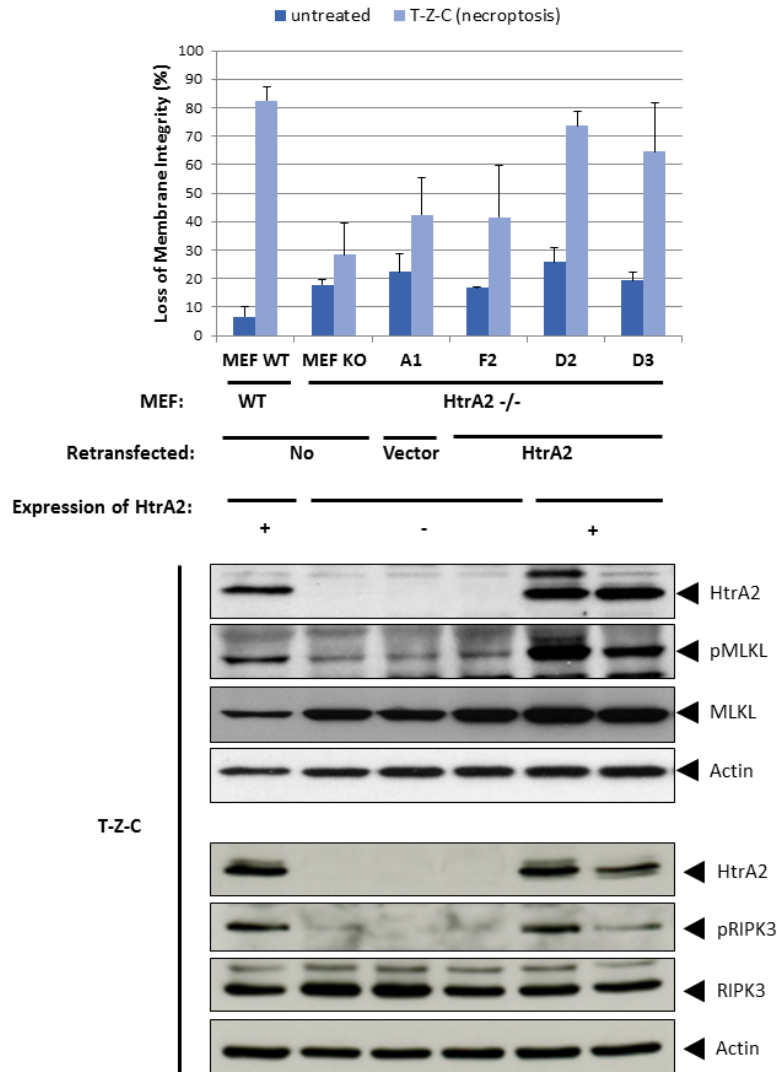 untreated T-Z-C (necroptosis)
Loss of Membrane Integrity (%)
100
90
80
70
60
50
40
30
20
10
0
MEF WT MEF KO A1 F2 D2 D3
MEF: WT HtrA2 -/-
Retransfected: No Vector HtrA2
Expression of HtrA2:
+ - +
HtrA2
pMLKL
MLKL
Actin
T-Z-C
HtrA2
pRIPK3
RIPK3
Actin